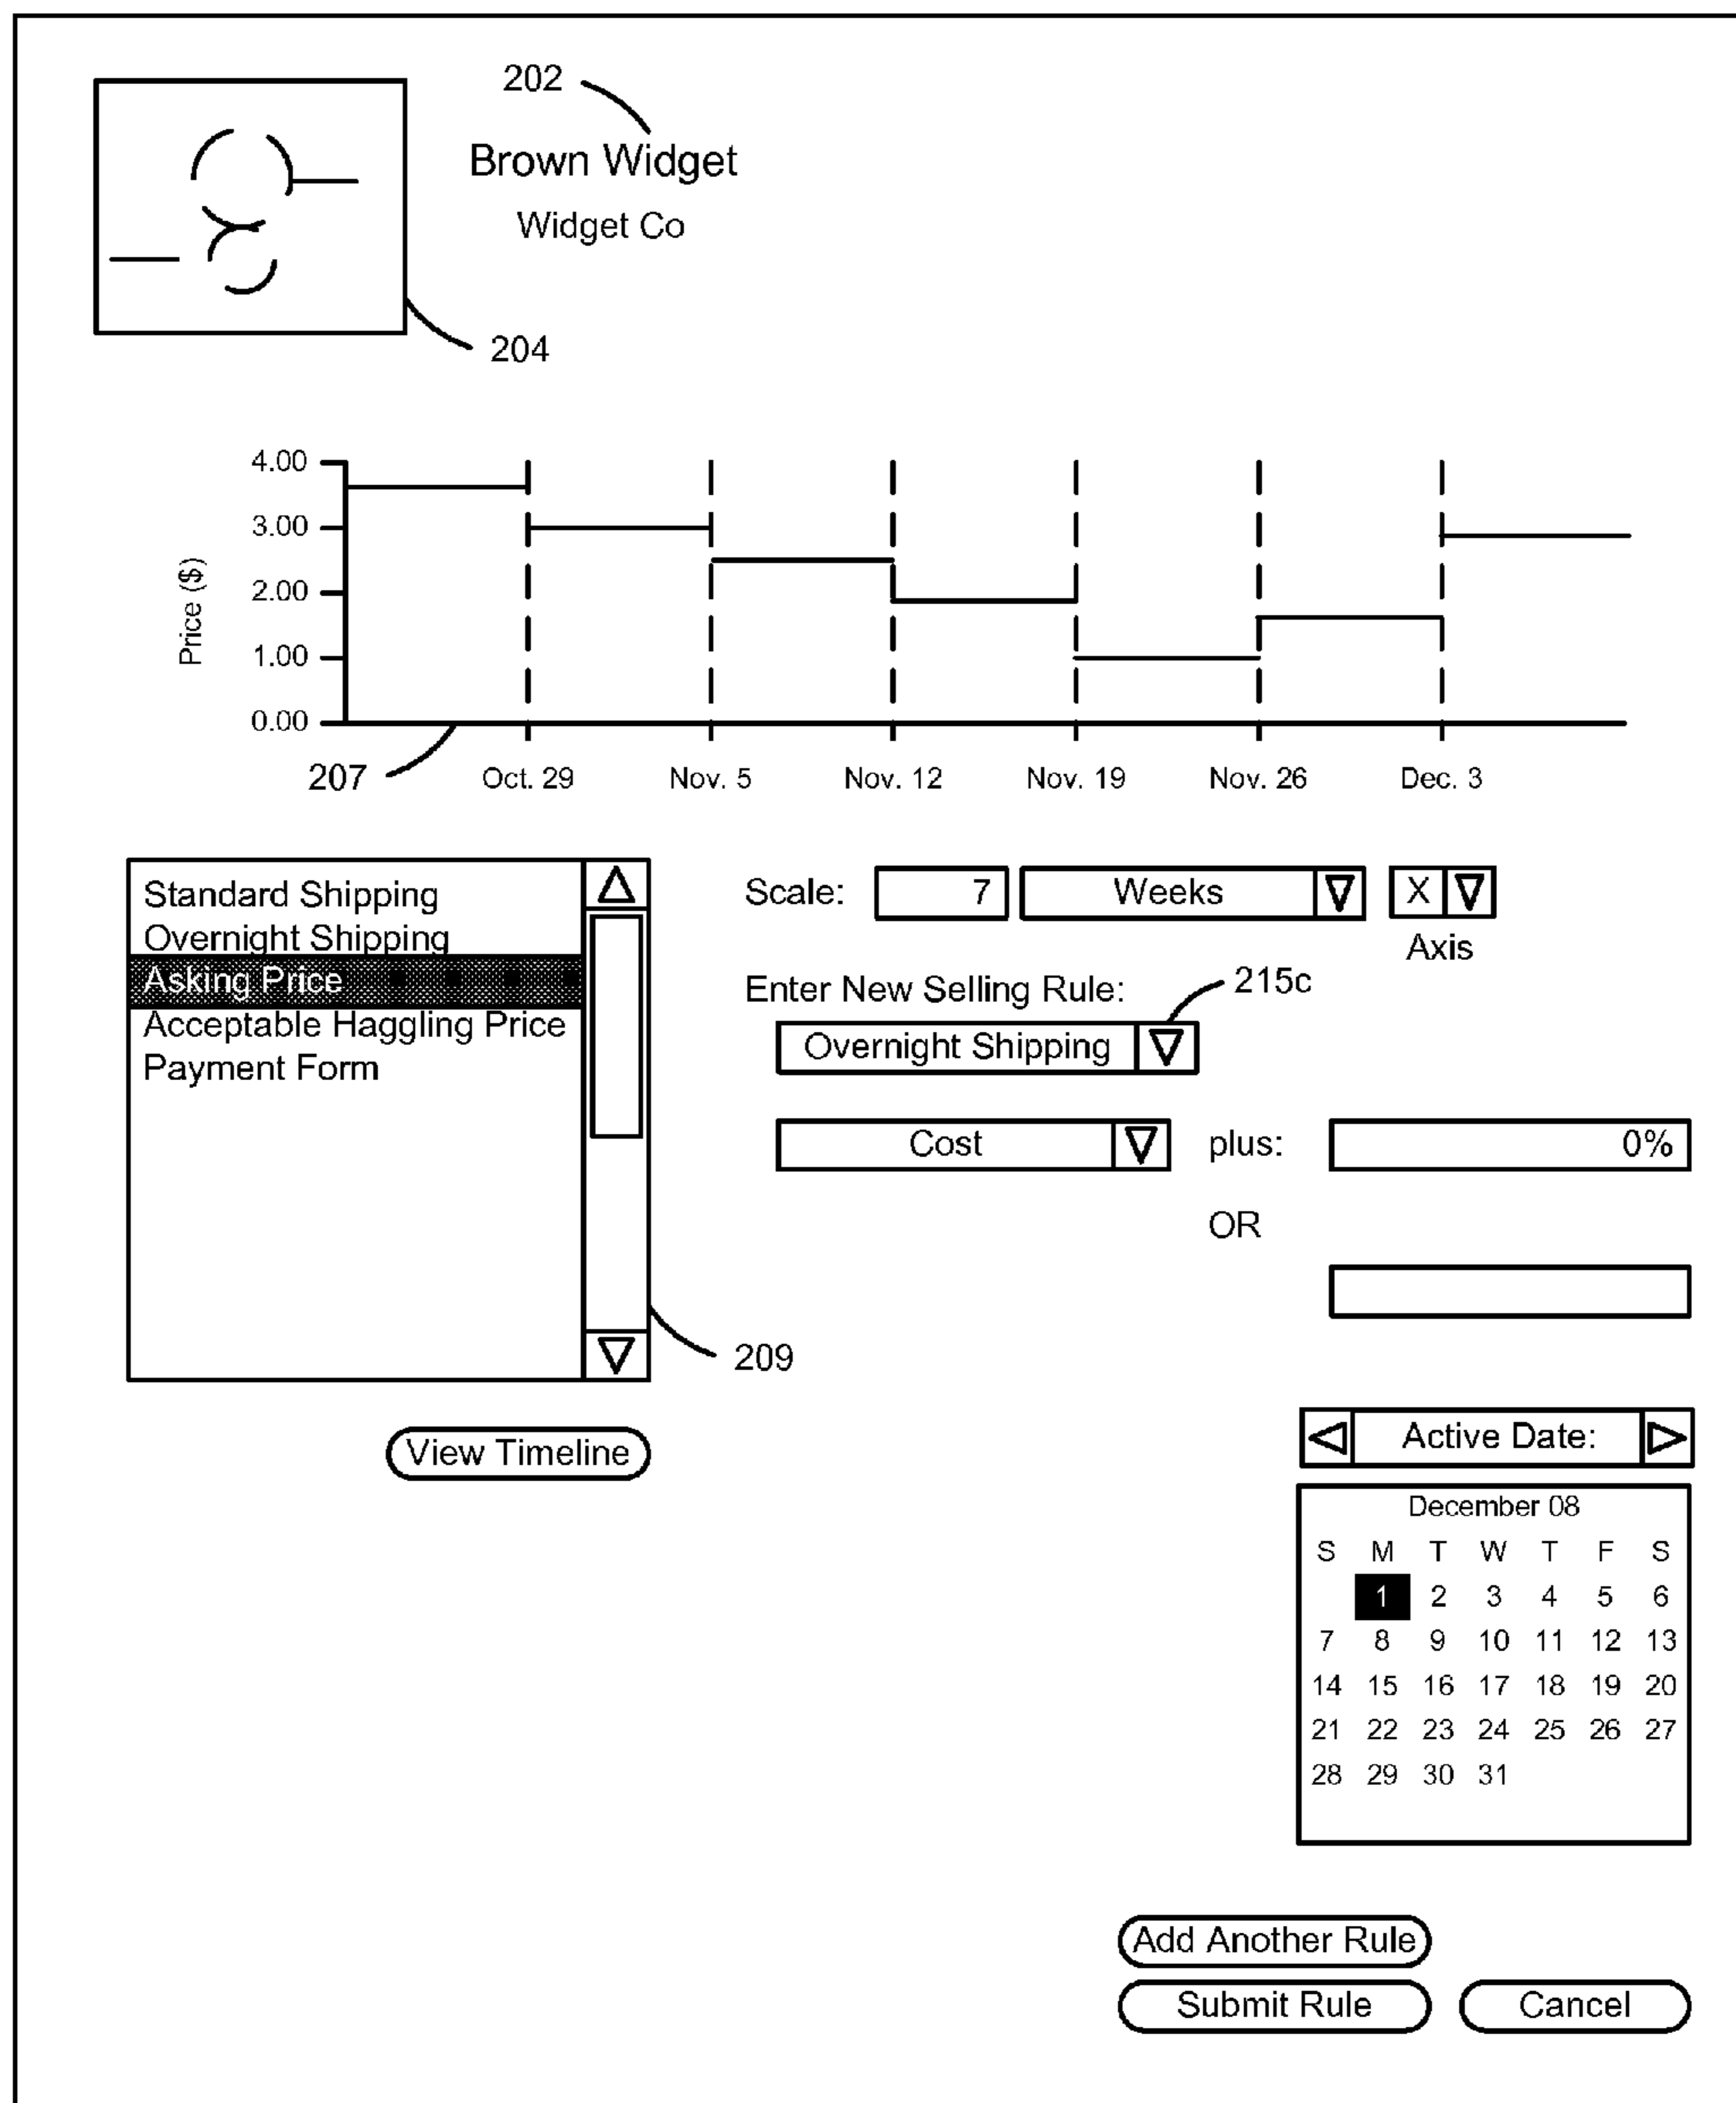 202
Brown Widget
Widget Co
204
4.00
3.00
2.00
1.00
0.00
Price ($)
207
Oct. 29 Nov. 5 Nov. 12 Nov. 19 Nov. 26 Dec. 3
Standard Shipping
Overnight Shipping
Asking Price
Acceptable Haggling Price
Payment Form
209
View Timeline
Scale: 7 Weeks X
Axis
Enter New Selling Rule: 215c
Overnight Shipping
Cost plus: 0%
OR
Active Date:
December 08
S M T W T F S
1 2 3 4 5 6
7 8 9 10 11 12 13
14 15 16 17 18 19 20
21 22 23 24 25 26 27
28 29 30 31
Add Another Rule
Submit Rule Cancel